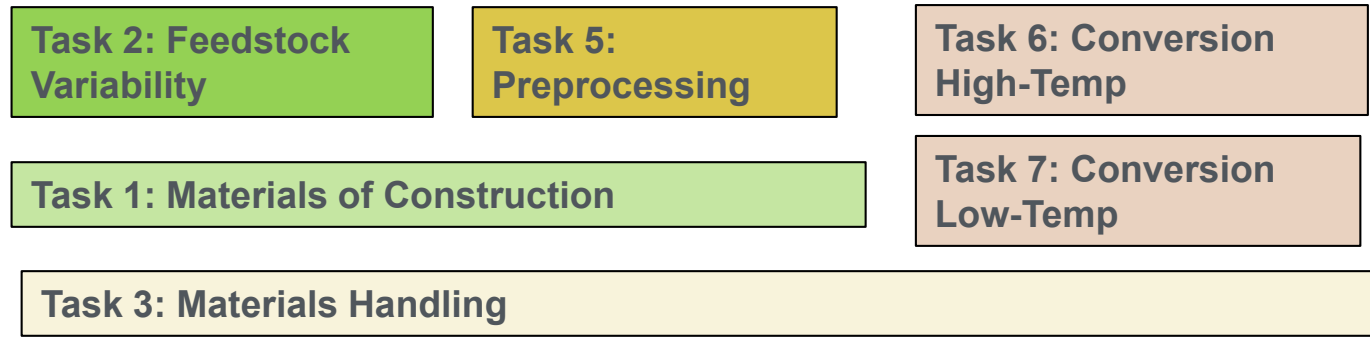 Task 2: Feedstock
Variability
Task 5:
Preprocessing
Task 6: Conversion
High-Temp
Task 1: Materials of Construction
Task 7: Conversion
Low-Temp
Task 3: Materials Handling